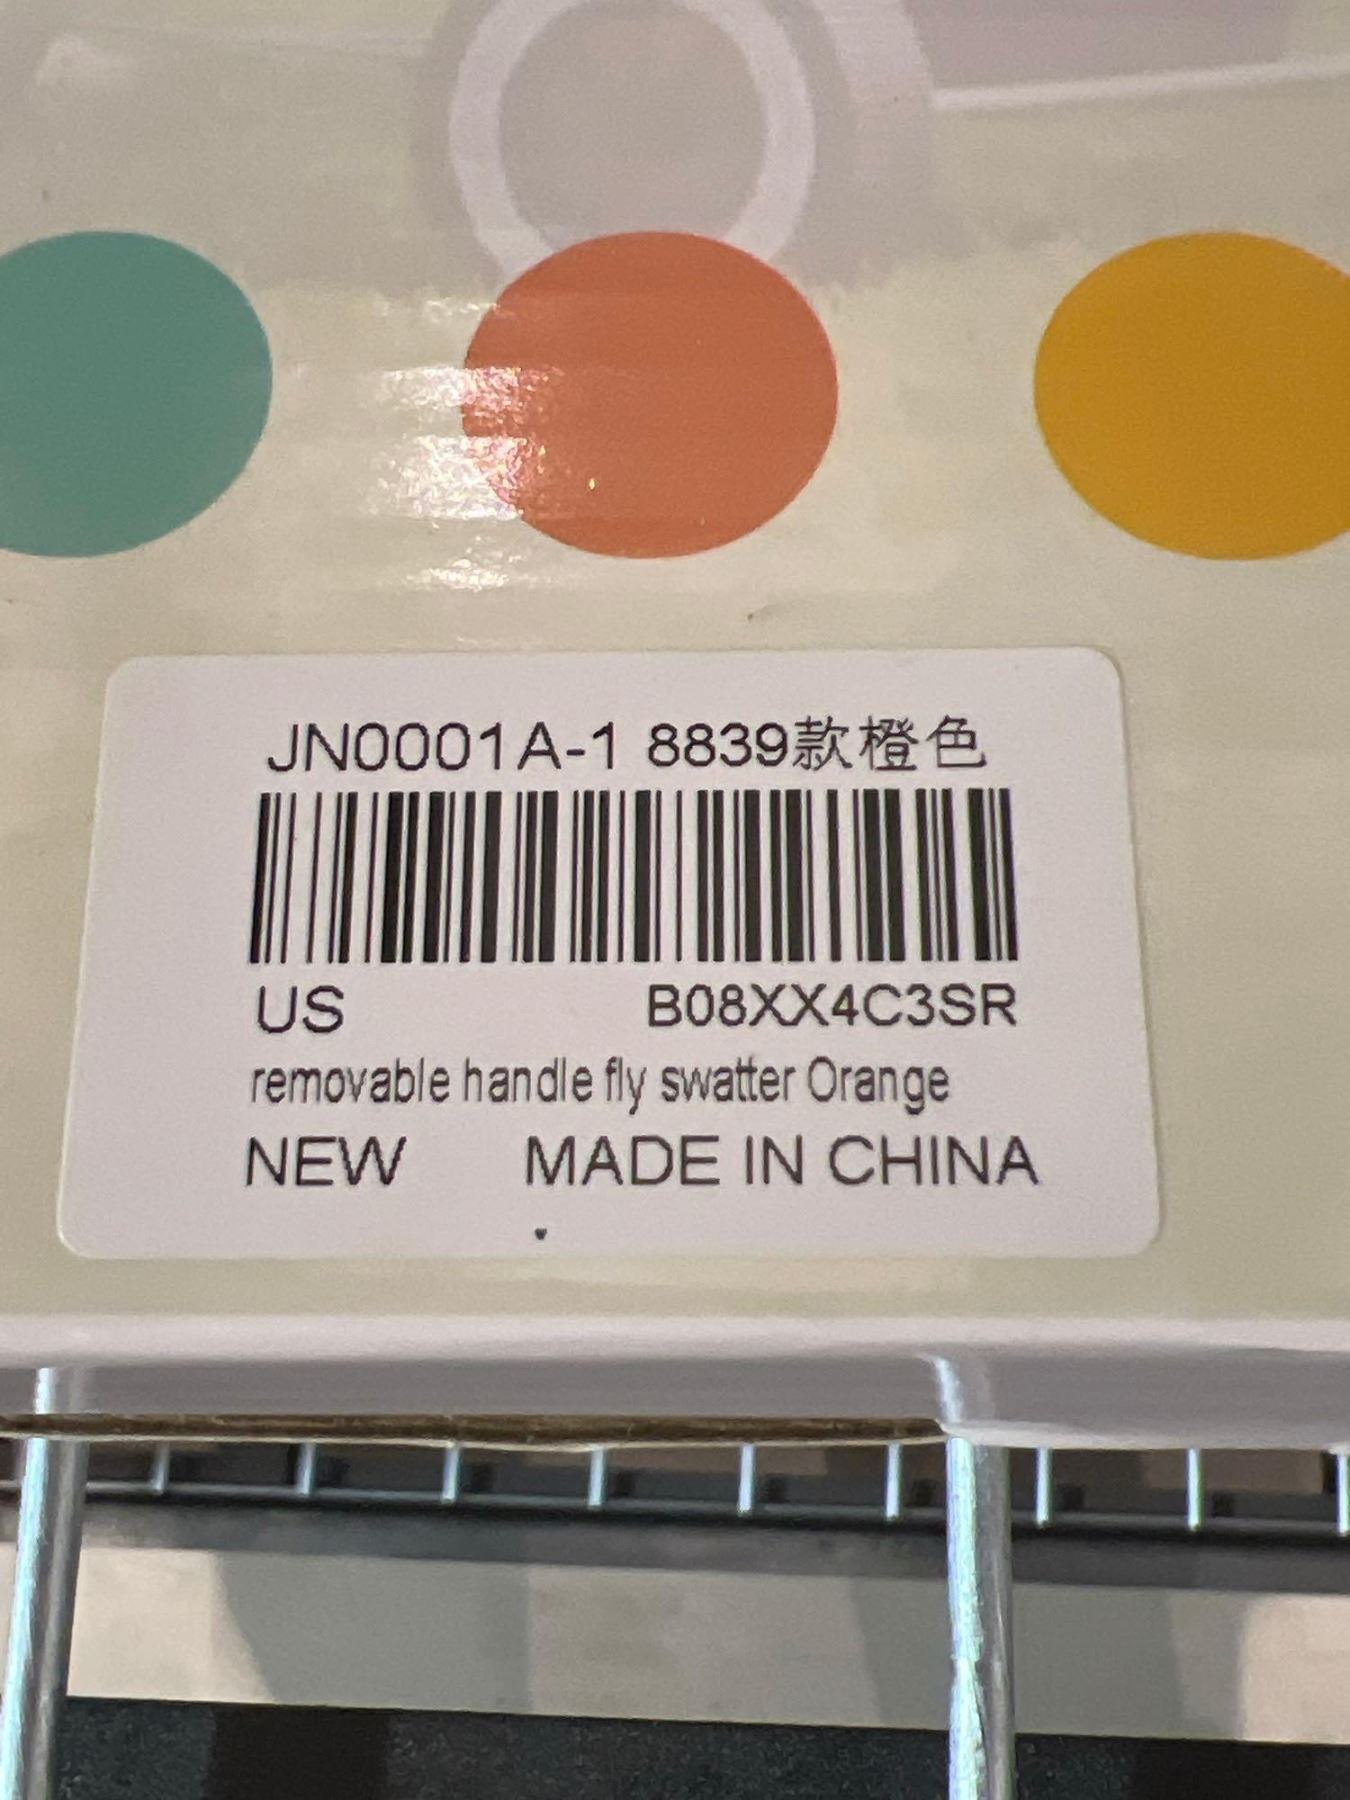 JN0001A-1 8839款橙色
US B08XX4C3SR
removable handle fly swatter Orange
NEW MADE IN CHINA